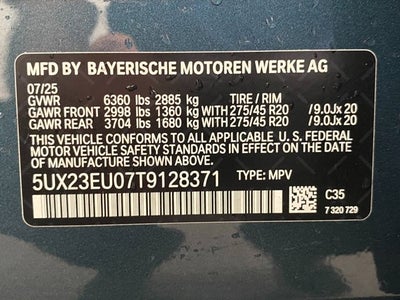 MFD BY BAYERISCHE MOTOREN WERKE AG
07/25
GVWR 6360 lbs 2885 kg TIRE / RIM
GAWR FRONT 2998 lbs 1360 kg WITH 275/45 R20 / 9.0Jx 20
GAWR REAR 3704 lbs 1680 kg WITH 275/45 R20 / 9.0Jx 20
THIS VEHICLE CONFORMS TO ALL APPLICABLE U.S.
FEDERAL MOTOR VEHICLE SAFETY STANDARDS IN
EFFECT ON THE DATE OF MANUFACTURE SHOWN ABOVE.
5UX23EU07T9128371 TYPE: MPV
C35
7 320 729